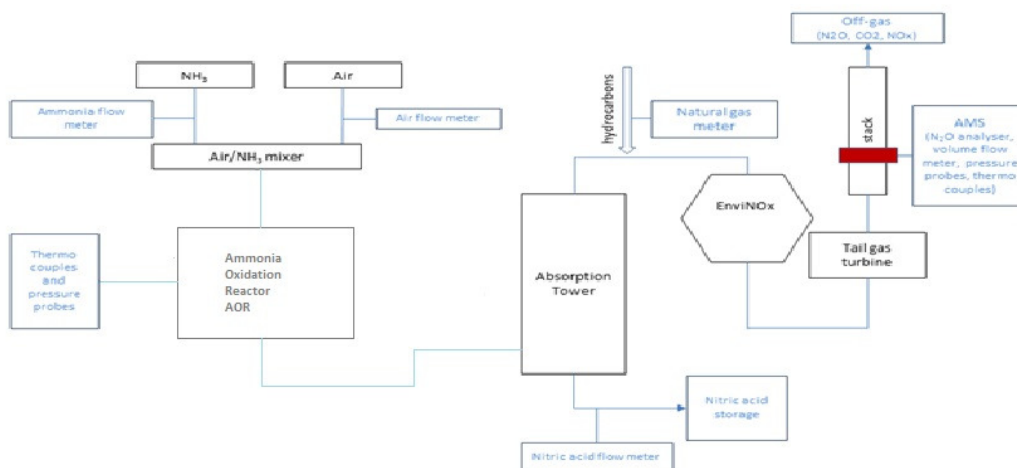 Off-gas
(N2O, CO2, NOx)
NH₃
Air
Ammonia flow
meter
Air flow meter
hydrocarbons
Natural gas
meter
stack
AMS
(N₂O analyser,
volume flow
meter, pressure
probes, thermo
couples)
Air/NH₃ mixer
EnviNOx
Thermo
couples
and
pressure
probes
Ammonia
Oxidation
Reactor
AOR
Absorption
Tower
Tail gas
turbine
Nitric acid
storage
Nitric acid flow meter